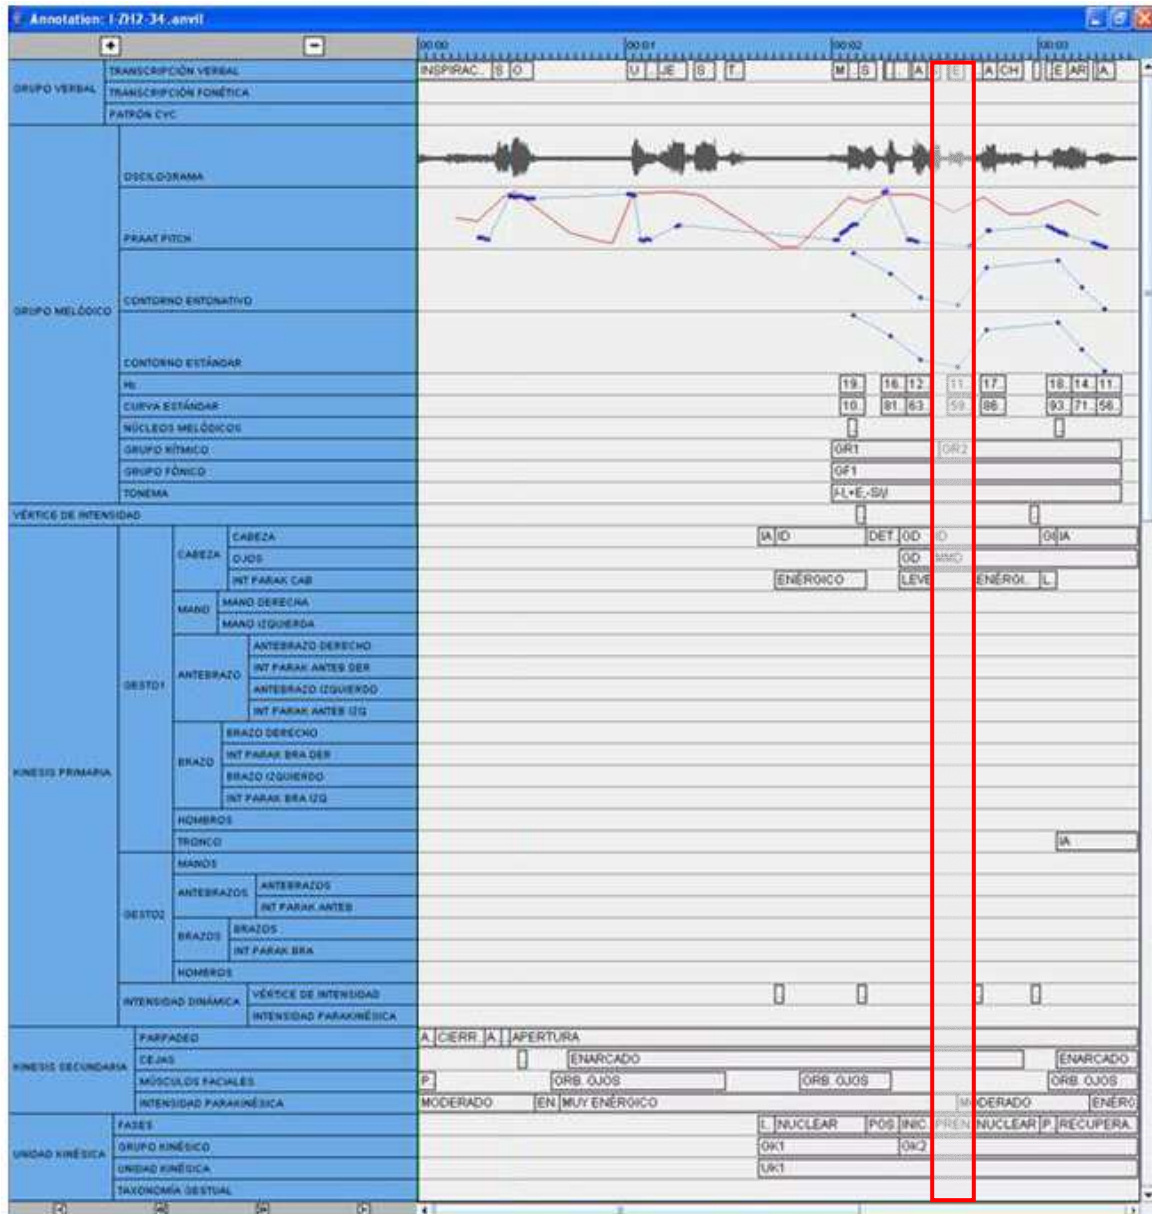 Annotation: I-ZH2-34.anvil
+ -
00:00 00:01 00:02 00:03
GRUPO VERBAL
TRANSCRIPCIÓN VERBAL INSPIRAC.. S O U .. JE S T.. M .. S A E A CH E AR A
TRANSCRIPCIÓN FONÉTICA
PATRÓN CVC
GRUPO MELÓDICO
OSCILOGRAMA
PRAAT PITCH
CONTORNO ENTONATIVO
CONTORNO ESTÁNDAR
Hz 19.. 16.. 12.. 11.. 17.. 18.. 14.. 11..
CURVA ESTÁNDAR 10.. 81.. 63.. 59.. 86.. 93.. 71.. 56..
NÚCLEOS MELÓDICOS
GRUPO RÍTMICO GR1 GR2
GRUPO FÓNICO GF1
TONEMA
VÉRTICE DE INTENSIDAD
KINESIS PRIMARIA
GESTO1
CABEZA
CABEZA IA ID DET.. GD ID IA
OJOS GD MMD
INT PARAK CAB ENÉRGICO LEVE ENÉRGI.. L..
MANO
MANO DERECHA
MANO IZQUIERDA
ANTEBRAZO
ANTEBRAZO DERECHO
INT PARAK ANTEB DER
ANTEBRAZO IZQUIERDO
INT PARAK ANTEB IZQ
BRAZO
BRAZO DERECHO
INT PARAK BRA DER
BRAZO IZQUIERDO
INT PARAK BRA IZQ
HOMBROS
TRONCO IA
GESTO2
MANOS
ANTEBRAZOS
ANTEBRAZOS
INT PARAK ANTEB
BRAZOS
BRAZOS
INT PARAK BRA
HOMBROS
INTENSIDAD DINÁMICA
VÉRTICE DE INTENSIDAD
INTENSIDAD PARAKINÉSICA
KINESIS SECUNDARIA
PARPADEO A.. CIERR.. A.. APERTURA
CEJAS ENARCADO ENARCADO
MÚSCULOS FACIALES P.. ORB. OJOS ORB. OJOS ORB. OJOS
INTENSIDAD PARAKINÉSICA MODERADO EN.. MUY ENÉRGICO MODERADO ENÉRG
UNIDAD KINÉSICA
FASES I.. NUCLEAR POS.. INIC.. PREN NUCLEAR P.. RECUPERA..
GRUPO KINÉSICO GK1 GK2
UNIDAD KINÉSICA UK1
TAXONOMÍA GESTUAL